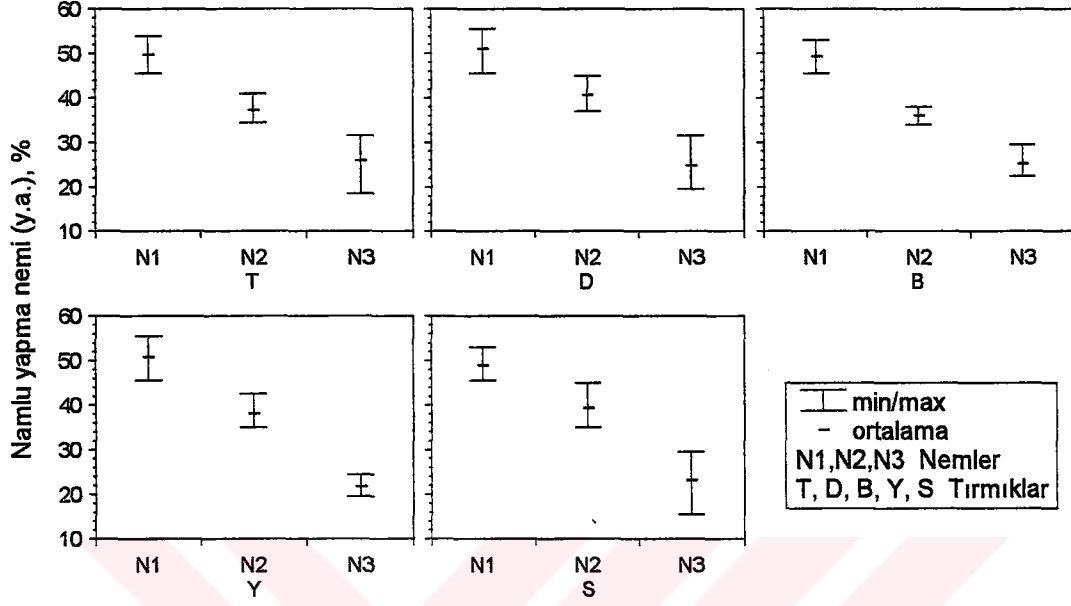 Namlu yapma nemi (y.a.), %
60
50
40
30
20
10
N1 N2 N3
T
N1 N2 N3
D
N1 N2 N3
B
60
50
40
30
20
10
N1 N2 N3
Y
N1 N2 N3
S
min/max
ortalama
N1,N2,N3 Nemler
T, D, B, Y, S Tırmıklar